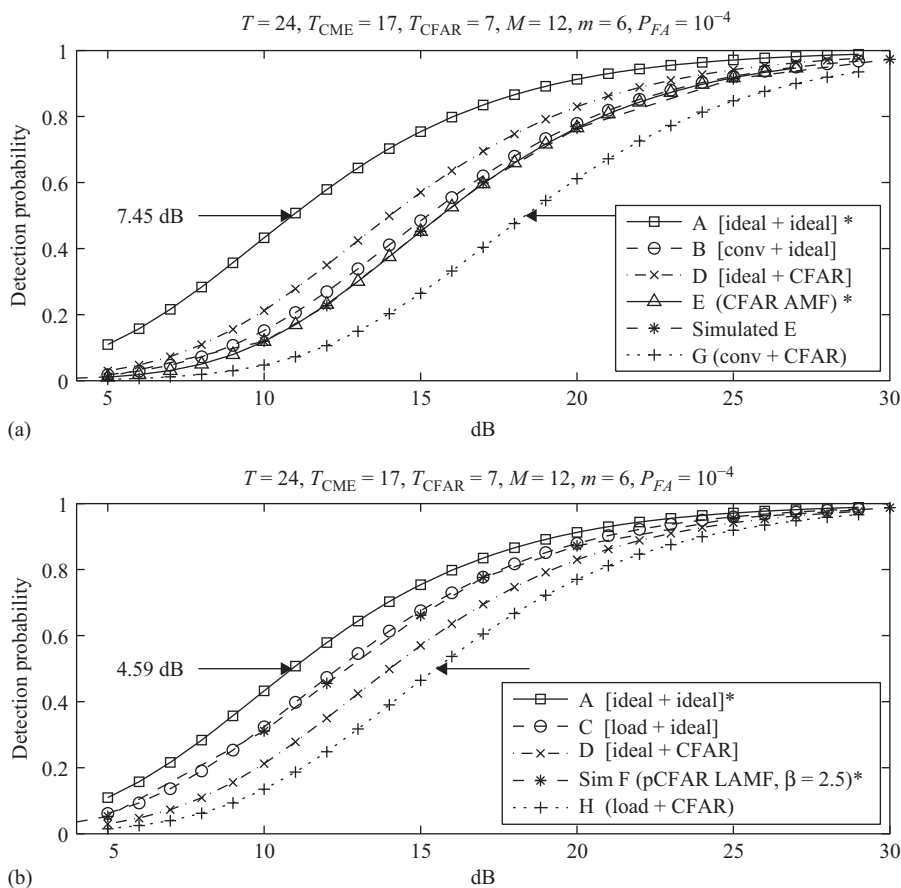 T = 24, T_CME = 17, T_CFAR = 7, M = 12, m = 6, P_FA = 10⁻⁴
1
0.8
0.6
0.4
0.2
0
Detection probability
7.45 dB
A [ideal + ideal] *
B [conv + ideal]
D [ideal + CFAR]
E (CFAR AMF) *
Simulated E
G (conv + CFAR)
5 10 15 20 25 30
(a)
dB
T = 24, T_CME = 17, T_CFAR = 7, M = 12, m = 6, P_FA = 10⁻⁴
1
0.8
0.6
0.4
0.2
0
Detection probability
4.59 dB
A [ideal + ideal]*
C [load + ideal]
D [ideal + CFAR]
Sim F (pCFAR LAMF, β = 2.5)*
H (load + CFAR)
5 10 15 20 25 30
(b)
dB